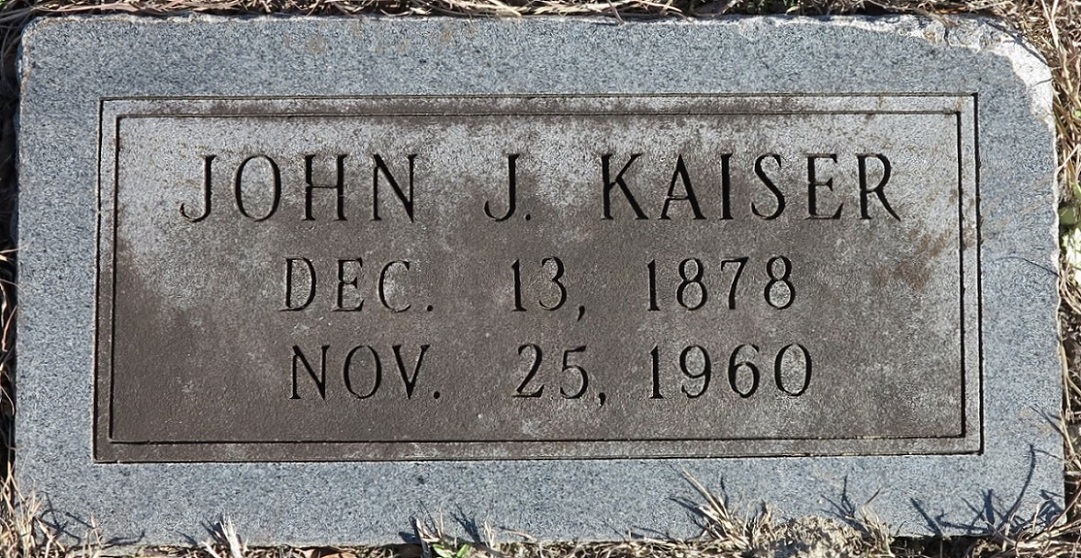 JOHN J. KAISER
DEC. 13, 1878
NOV. 25, 1960